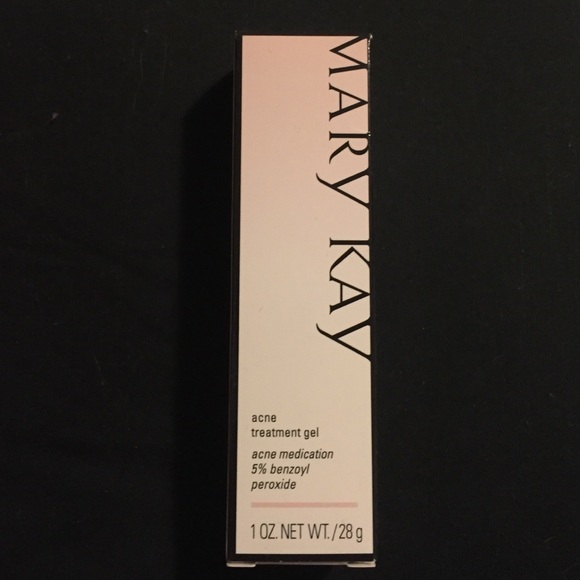 MARY KAY
acne
treatment gel
acne medication
5% benzoyl
peroxide
1 OZ. NET WT./28 g